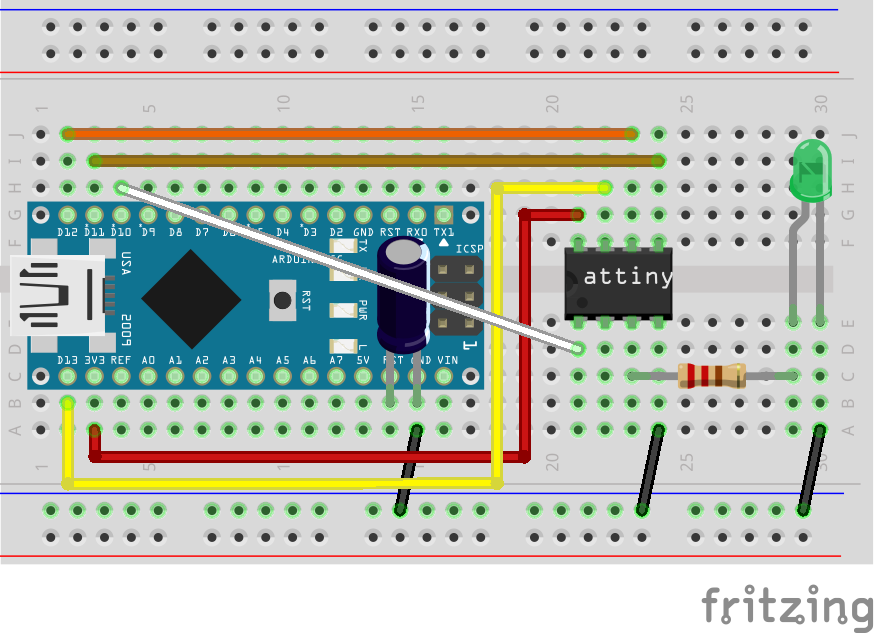 1 5 10 15 20 25 30
J J
I I
H H
G G
D12 D11 D10 D9 D8 D7 D6 D5 D4 D3 D2 GND RST RX0 TX1
F F
USA
TX
ICSP
ARDUINO
attiny
RST
PWR
2009
1
L
E E
D D
D13 3V3 REF A0 A1 A2 A3 A4 A5 A6 A7 5V RST GND VIN
C C
B B
A A
1 5 10 20 25 30
fritzing